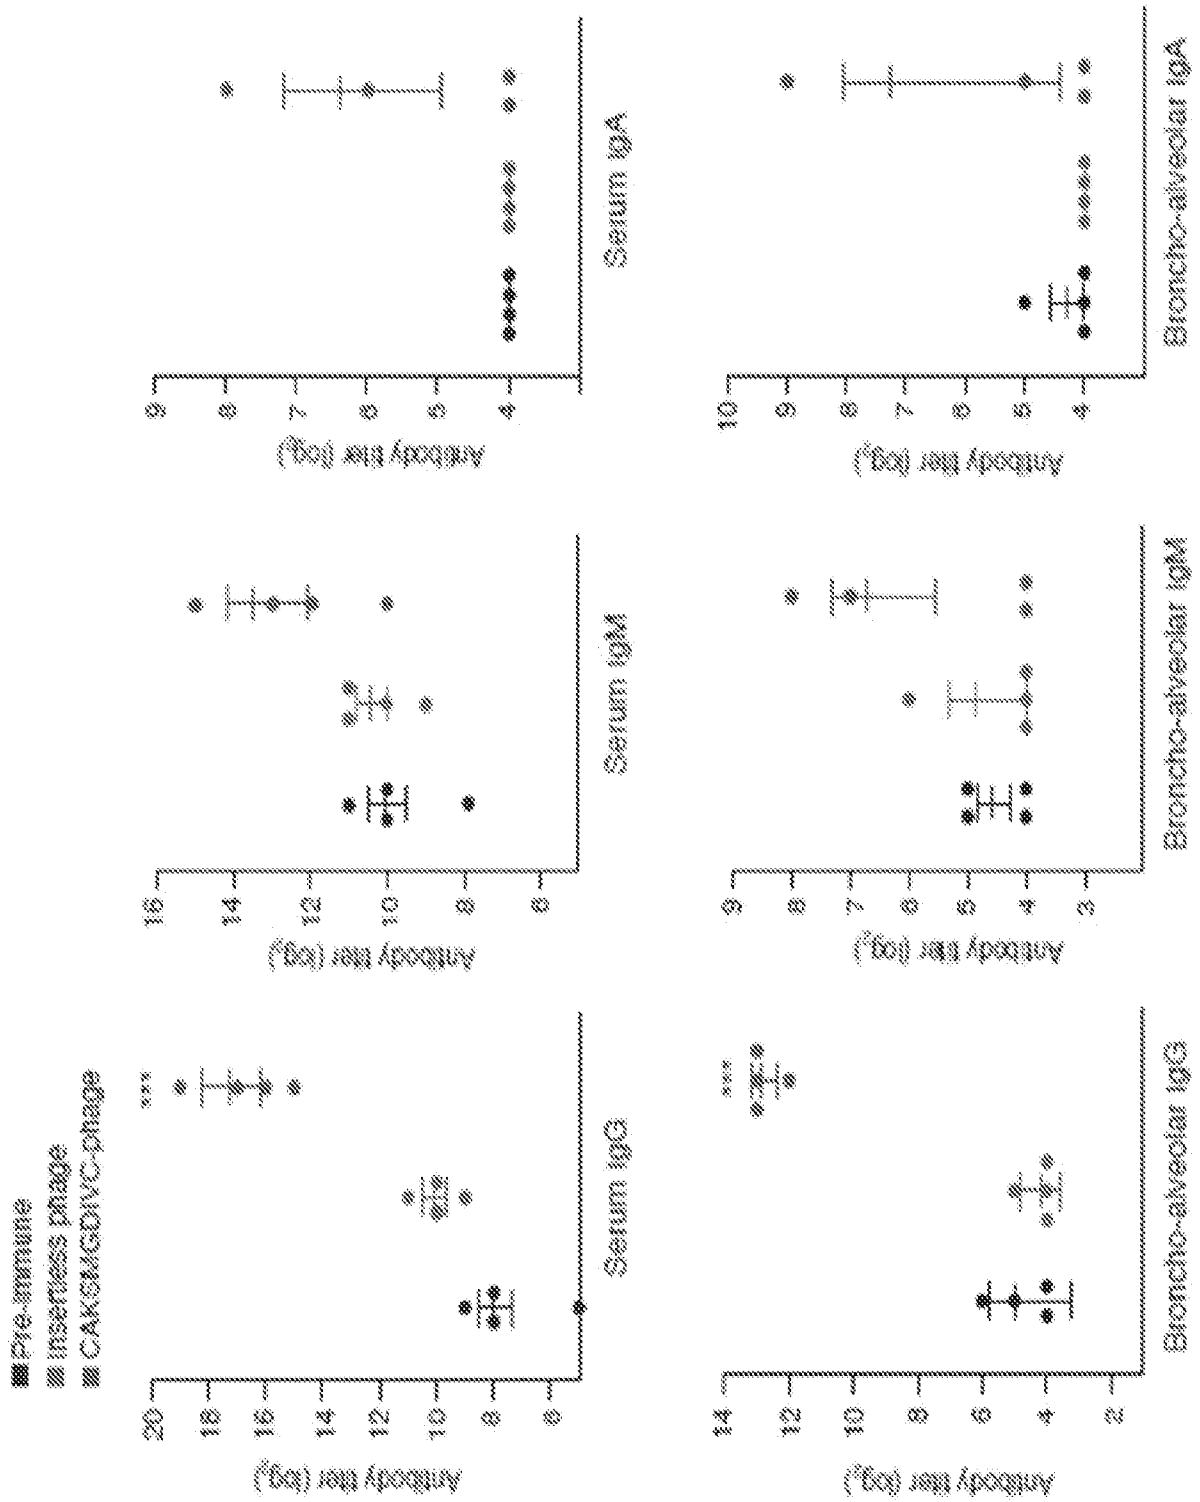 Pre-immune
Insertless phage
CAKSMGDIVC-phage
Antibody titer (log₂)
20
18
16
14
12
10
8
6
***
Serum IgG
Antibody titer (log₂)
16
14
12
10
8
6
Serum IgM
Antibody titer (log₂)
9
8
7
6
5
4
Serum IgA
Antibody titer (log₂)
14
12
10
8
6
4
2
***
Broncho-alveolar IgG
Antibody titer (log₂)
9
8
7
6
5
4
3
Broncho-alveolar IgM
Antibody titer (log₂)
10
9
8
7
6
5
4
Broncho-alveolar IgA